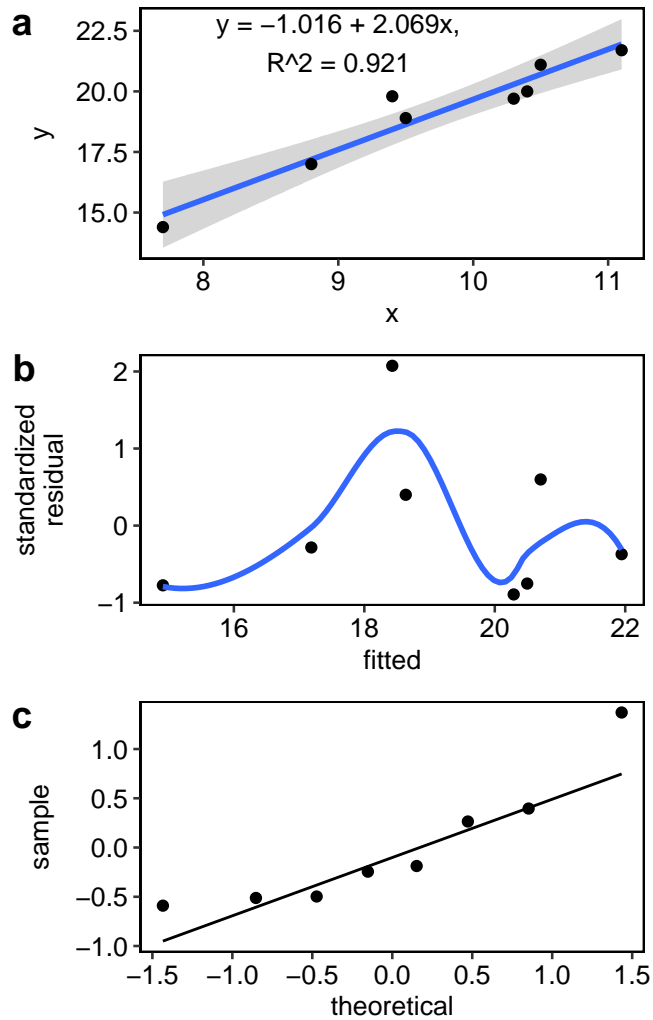 a
y = −1.016 + 2.069x,
R^2 = 0.921
22.5
20.0
17.5
15.0
y
8 9 10 11
x
b
2
1
0
−1
standardized
residual
16 18 20 22
fitted
c
1.0
0.5
0.0
−0.5
−1.0
sample
−1.5 −1.0 −0.5 0.0 0.5 1.0 1.5
theoretical